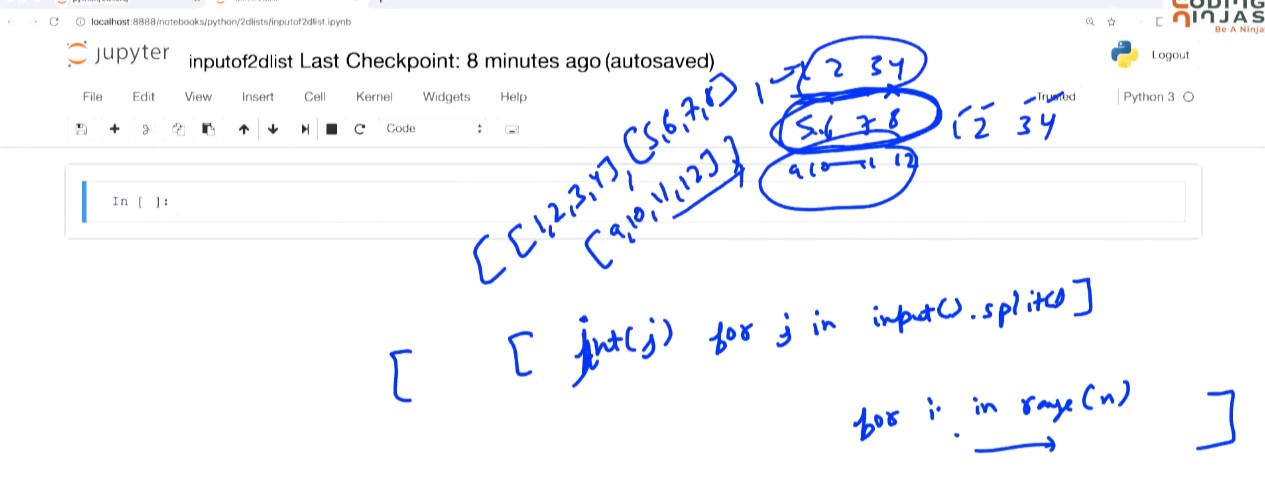 localhost:8888/notebooks/python/2dlists/inputof2dlist.ipynb
CODING
NINJAS
Be A Ninja
jupyter inputof2dlist Last Checkpoint: 8 minutes ago (autosaved)
Logout
File Edit View Insert Cell Kernel Widgets Help
Trusted Python 3
Code
In [ ]:
1 2 3 4
5 6 7 8
1 2 3 4
9 10 11 12
[[1,2,3,4],[5,6,7,8]
[9,10,11,12]]
[ [ int(j) for j in input().split()]
for i in range(n) ]